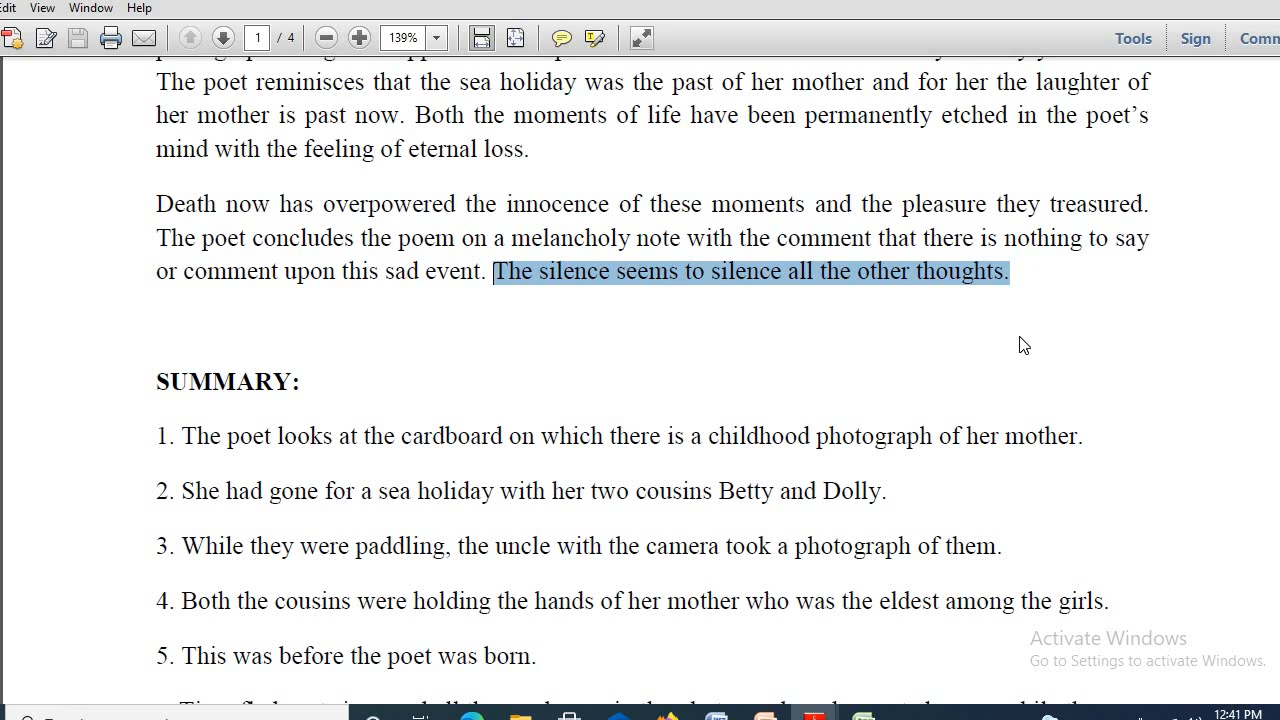 Edit View Window Help
1 / 4 139% Tools Sign Comm
The poet reminisces that the sea holiday was the past of her mother and for her the laughter of
her mother is past now. Both the moments of life have been permanently etched in the poet's
mind with the feeling of eternal loss.
Death now has overpowered the innocence of these moments and the pleasure they treasured.
The poet concludes the poem on a melancholy note with the comment that there is nothing to say
or comment upon this sad event. The silence seems to silence all the other thoughts.
SUMMARY:
1. The poet looks at the cardboard on which there is a childhood photograph of her mother.
2. She had gone for a sea holiday with her two cousins Betty and Dolly.
3. While they were paddling, the uncle with the camera took a photograph of them.
4. Both the cousins were holding the hands of her mother who was the eldest among the girls.
Activate Windows
Go to Settings to activate Windows.
5. This was before the poet was born.
12:41 PM